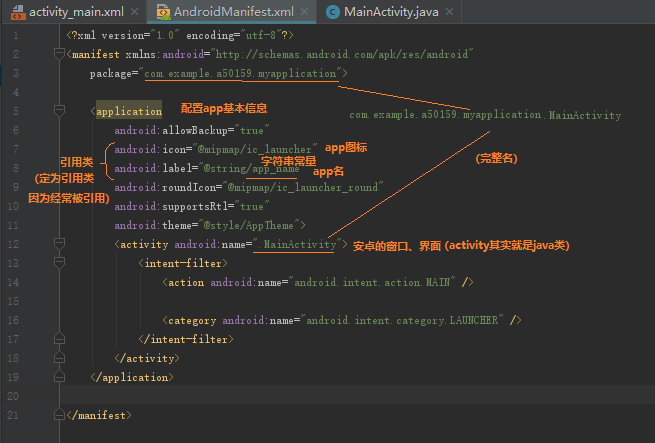 activity_main.xml × AndroidManifest.xml × MainActivity.java ×
1 <?xml version="1.0" encoding="utf-8"?>
2 <manifest xmlns:android="http://schemas.android.com/apk/res/android"
3 package="com.example.a50159.myapplication">
4
5 <application 配置app基本信息 com.example.a50159.myapplication.MainActivity
6 android:allowBackup="true"
7 android:icon="@mipmap/ic_launcher" app图标
引用类 字符串常量 (完整名)
8 android:label="@string/app_name" app名
(定为引用类
9 android:roundIcon="@mipmap/ic_launcher_round"
因为经常被引用)
10 android:supportsRtl="true"
11 android:theme="@style/AppTheme">
12 <activity android:name=".MainActivity"> 安卓的窗口、界面 (activity其实就是java类)
13 <intent-filter>
14 <action android:name="android.intent.action.MAIN" />
15
16 <category android:name="android.intent.category.LAUNCHER" />
17 </intent-filter>
18 </activity>
19 </application>
20
21 </manifest>